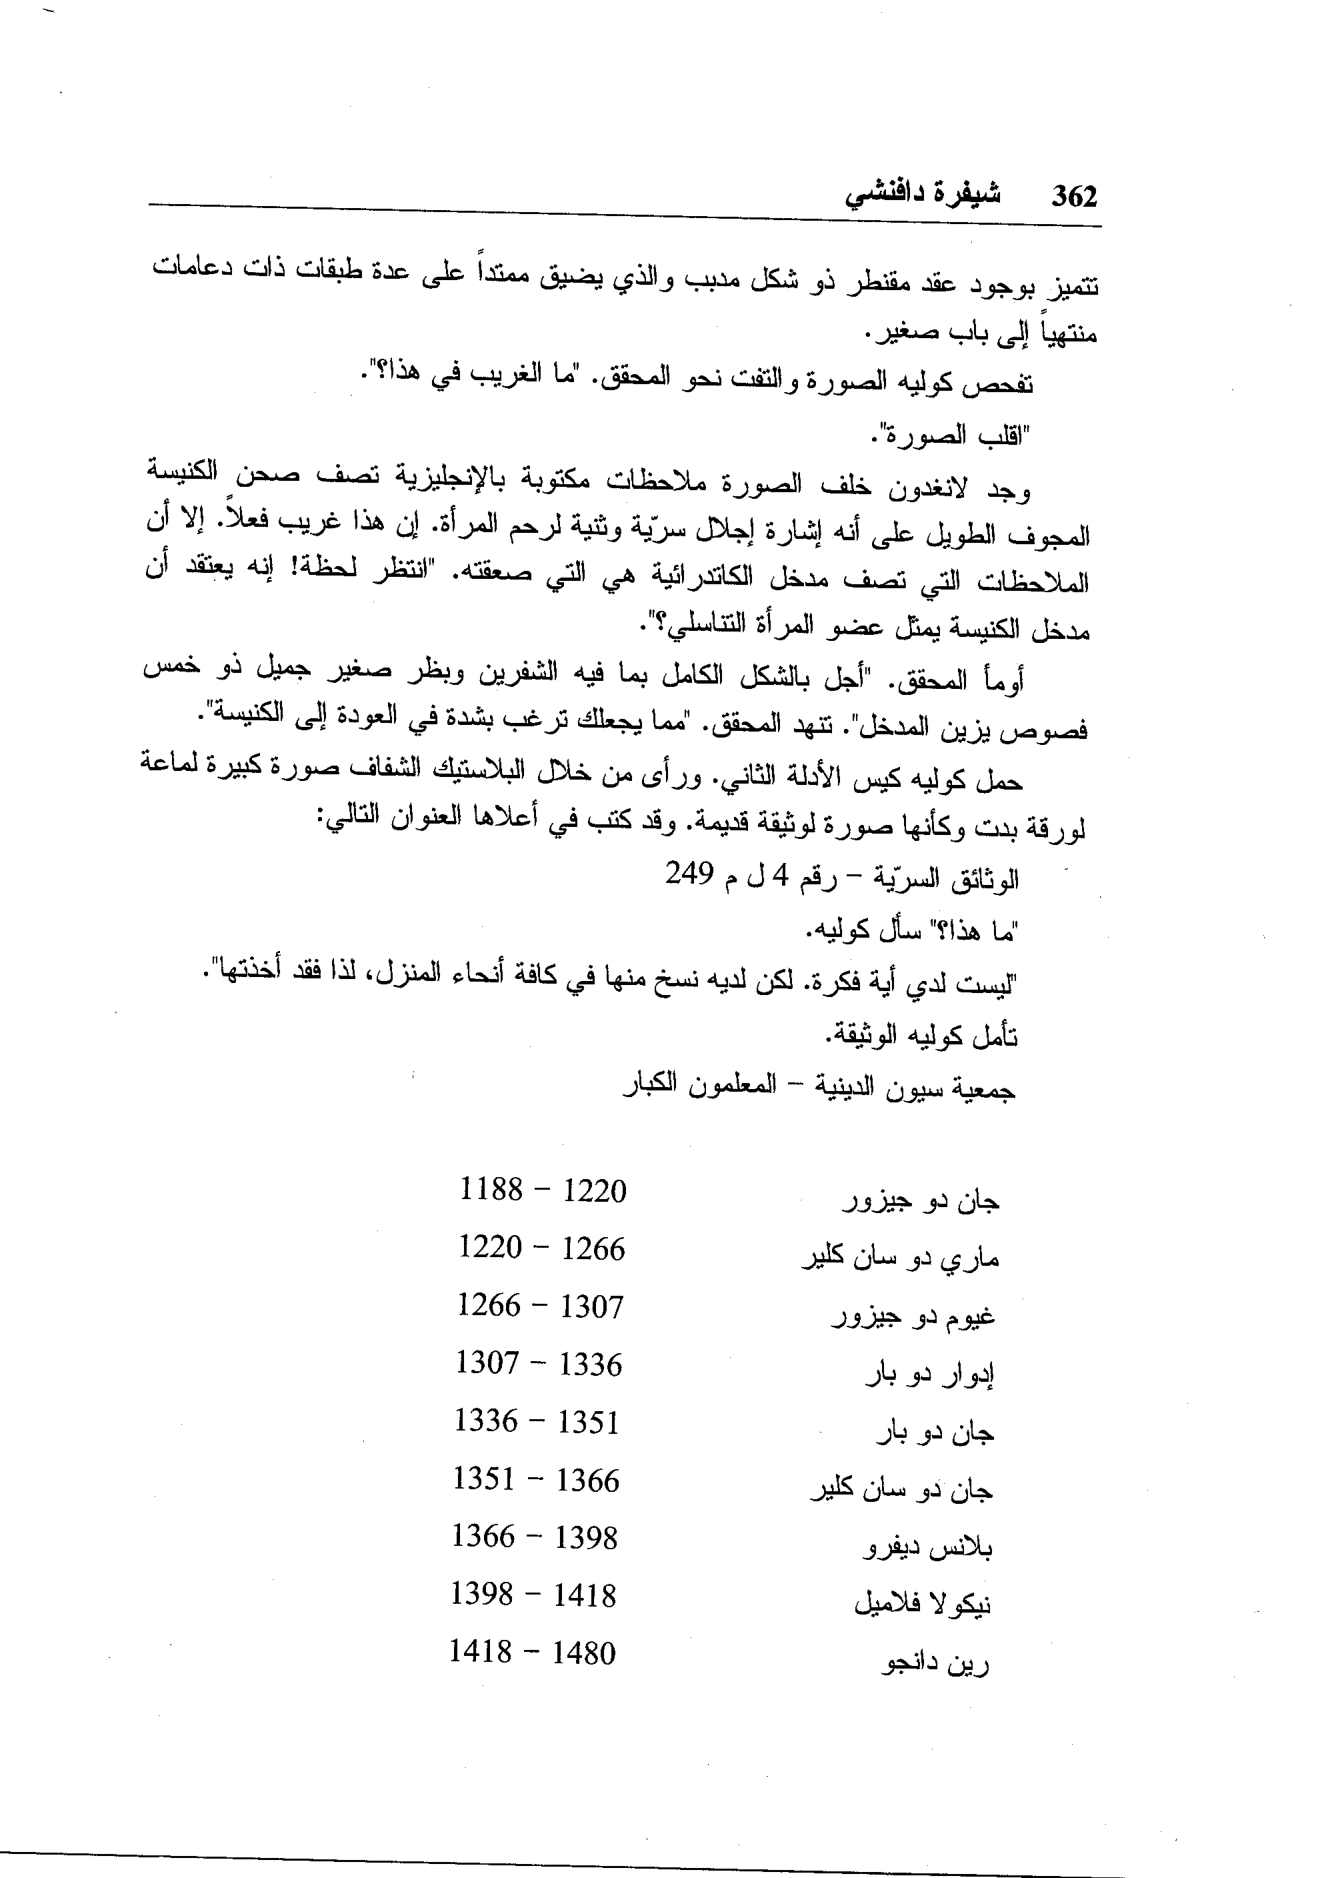 362 شيفرة دافنشي
تتميز بوجود عقد مقنطر ذو شكل مدبب والذي يضيق ممتداً على عدة طبقات ذات دعامات
منتهياً إلى باب صغير.
تفحص كوليه الصورة والتفت نحو المحقق. "ما الغريب في هذا؟".
"اقلب الصورة".
وجد لانغدون خلف الصورة ملاحظات مكتوبة بالإنجليزية تصف صحن الكنيسة
المجوف الطويل على أنه إشارة إجلال سريّة وثنية لرحم المرأة. إن هذا غريب فعلاً. إلا أن
الملاحظات التي تصف مدخل الكاتدرائية هي التي صعقته. "انتظر لحظة! إنه يعتقد أن
مدخل الكنيسة يمثل عضو المرأة التناسلي؟".
أومأ المحقق. "أجل بالشكل الكامل بما فيه الشفرين وبظر صغير جميل ذو خمس
فصوص يزين المدخل". تنهد المحقق. "مما يجعلك ترغب بشدة في العودة إلى الكنيسة".
حمل كوليه كيس الأدلة الثاني. ورأى من خلال البلاستيك الشفاف صورة كبيرة لماعة
لورقة بدت وكأنها صورة لوثيقة قديمة. وقد كتب في أعلاها العنوان التالي:
الوثائق السريّة – رقم 4 ل م 249
"ما هذا؟" سأل كوليه.
"ليست لدي أية فكرة. لكن لديه نسخ منها في كافة أنحاء المنزل، لذا فقد أخذتها".
تأمل كوليه الوثيقة.
جمعية سيون الدينية – المعلمون الكبار
جان دو جيزور 1188 – 1220
ماري دو سان كلير 1220 – 1266
غيوم دو جيزور 1266 – 1307
إدوار دو بار 1307 – 1336
جان دو بار 1336 – 1351
جان دو سان كلير 1351 – 1366
بلانس ديفرو 1366 – 1398
نيكولا فلاميل 1398 – 1418
رين دانجو 1418 – 1480